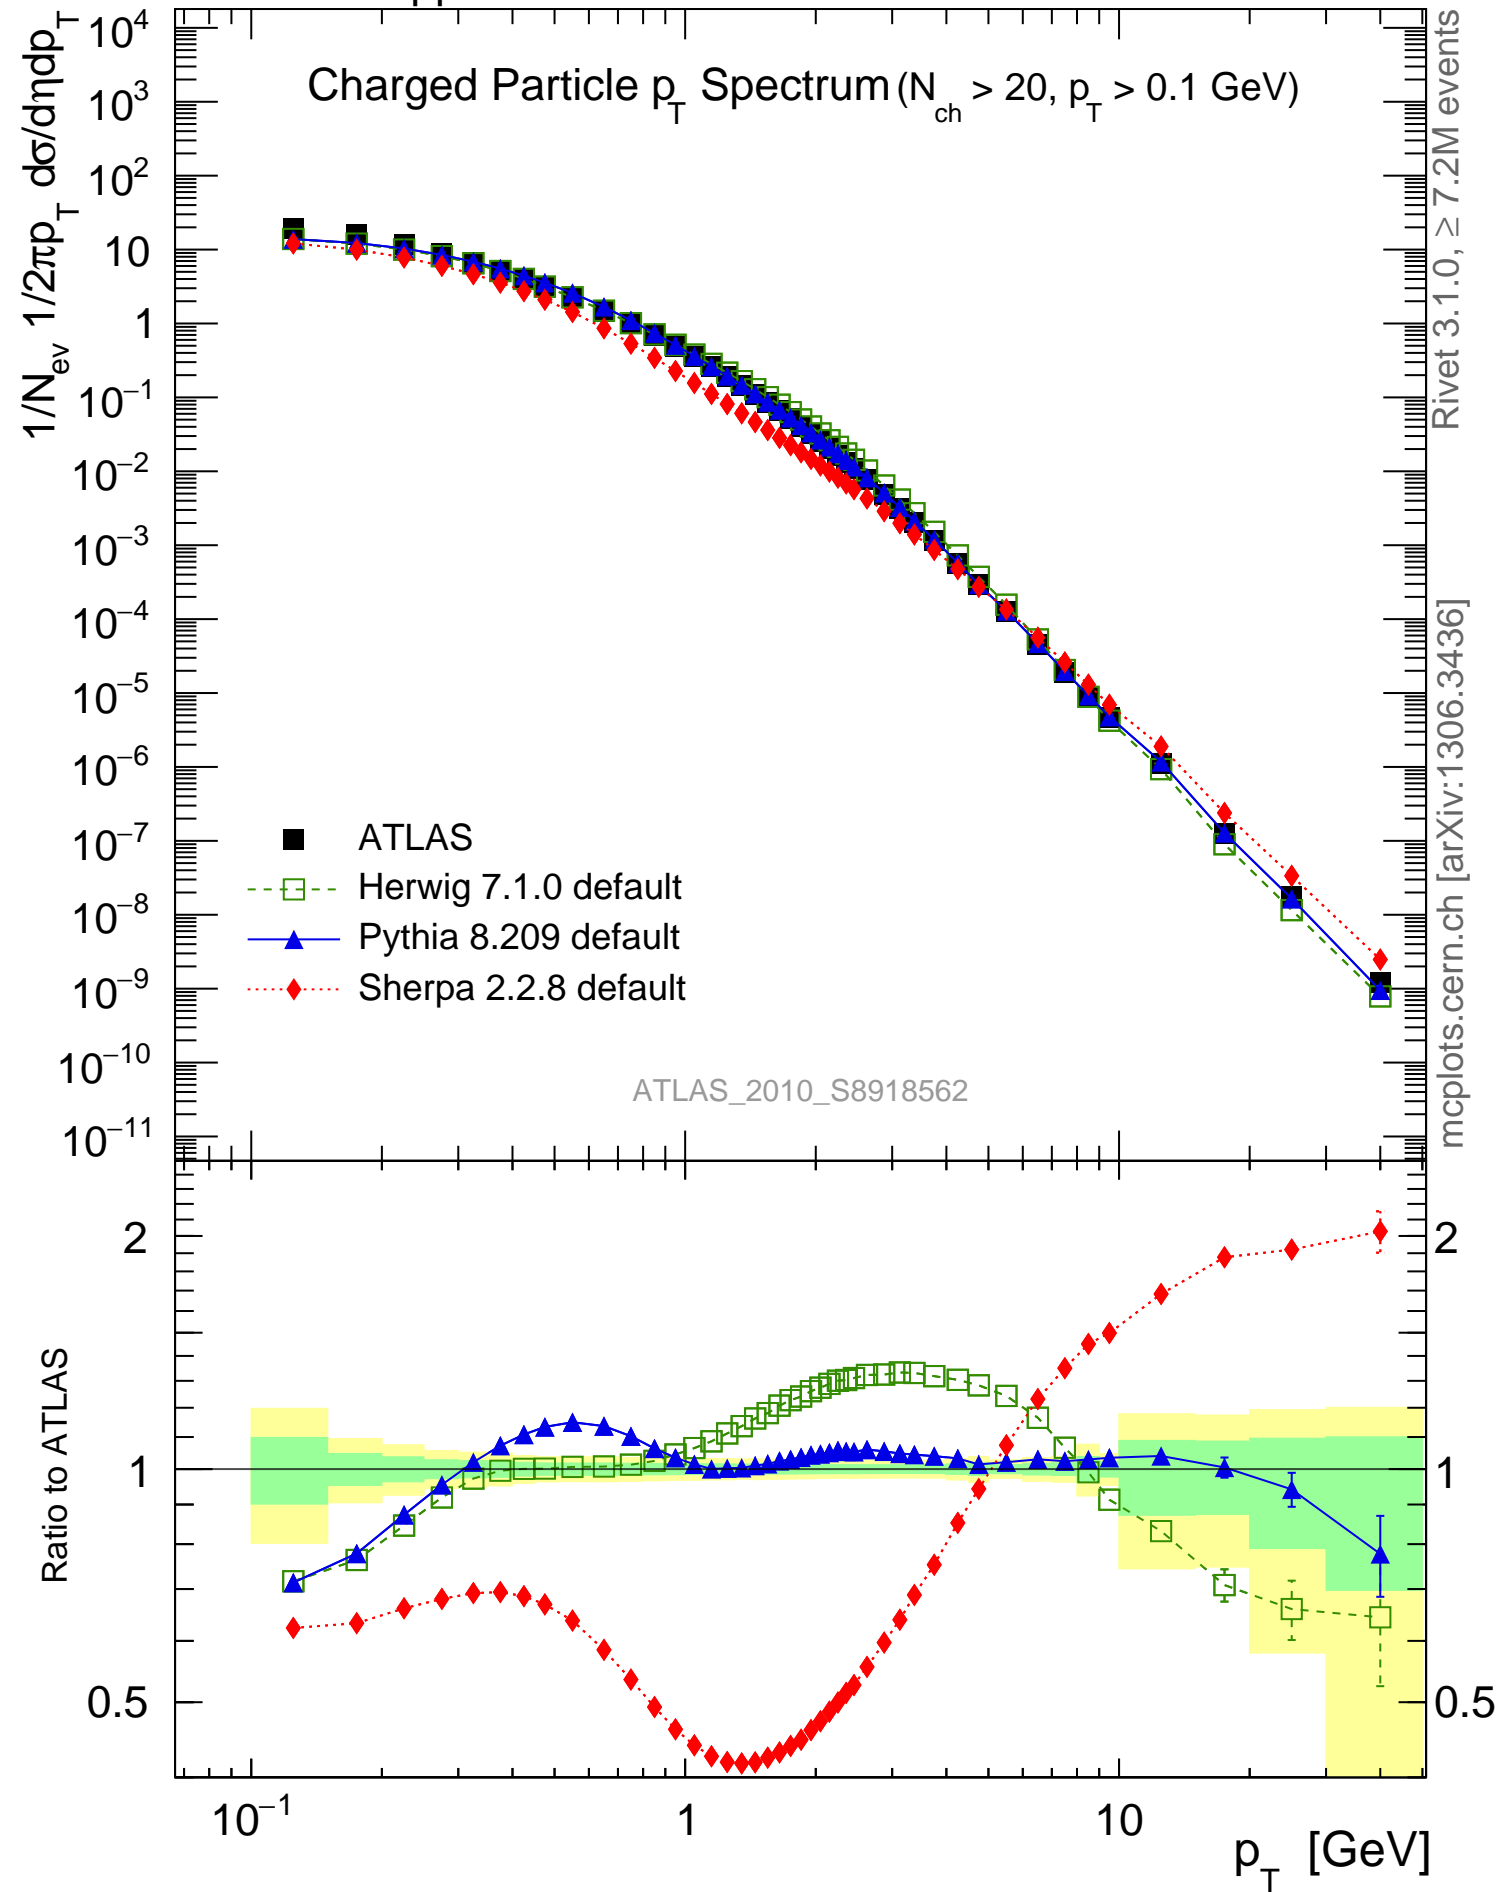 Charged Particle p_T Spectrum (N_ch > 20, p_T > 0.1 GeV)
1/N_ev 1/2πp_T dσ/dηdp_T
10^4
10^3
10^2
10
1
10^−1
10^−2
10^−3
10^−4
10^−5
10^−6
10^−7
10^−8
10^−9
10^−10
10^−11
ATLAS
Herwig 7.1.0 default
Pythia 8.209 default
Sherpa 2.2.8 default
ATLAS_2010_S8918562
Rivet 3.1.0, ≥ 7.2M events
mcplots.cern.ch [arXiv:1306.3436]
Ratio to ATLAS
2
1
0.5
2
1
0.5
10^−1
1
10
p_T [GeV]